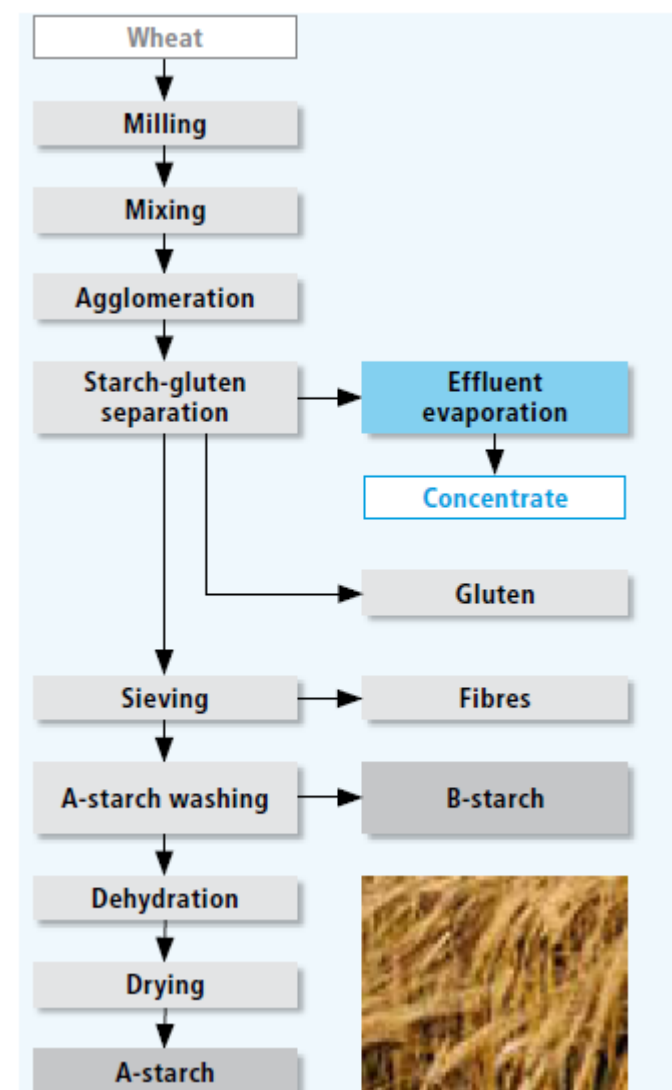 Wheat
Milling
Mixing
Agglomeration
Starch-gluten
separation
Effluent
evaporation
Concentrate
Gluten
Sieving
Fibres
A-starch washing
B-starch
Dehydration
Drying
A-starch